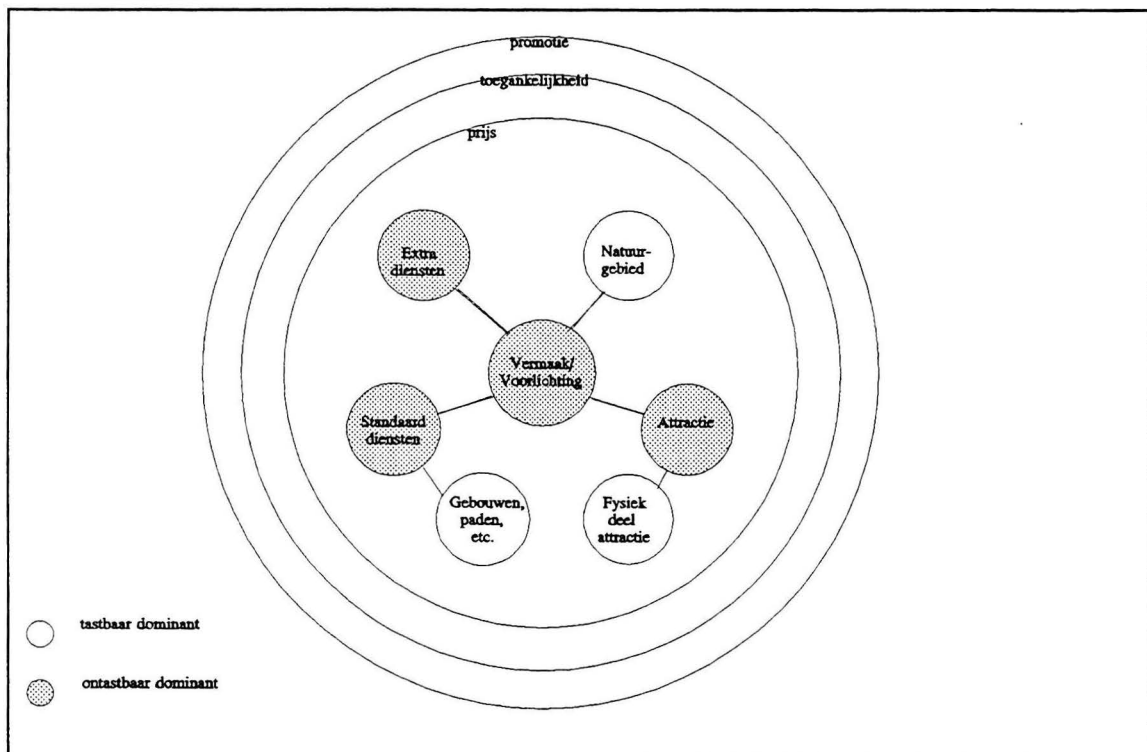 promotie
toegankelijkheid
prijs
Extra
diensten
Natuur-
gebied
Vermaak/
Voorlichting
Standaard
diensten
Attractie
Gebouwen,
paden,
etc.
Fysiek
deel
attractie
tastbaar dominant
ontastbaar dominant